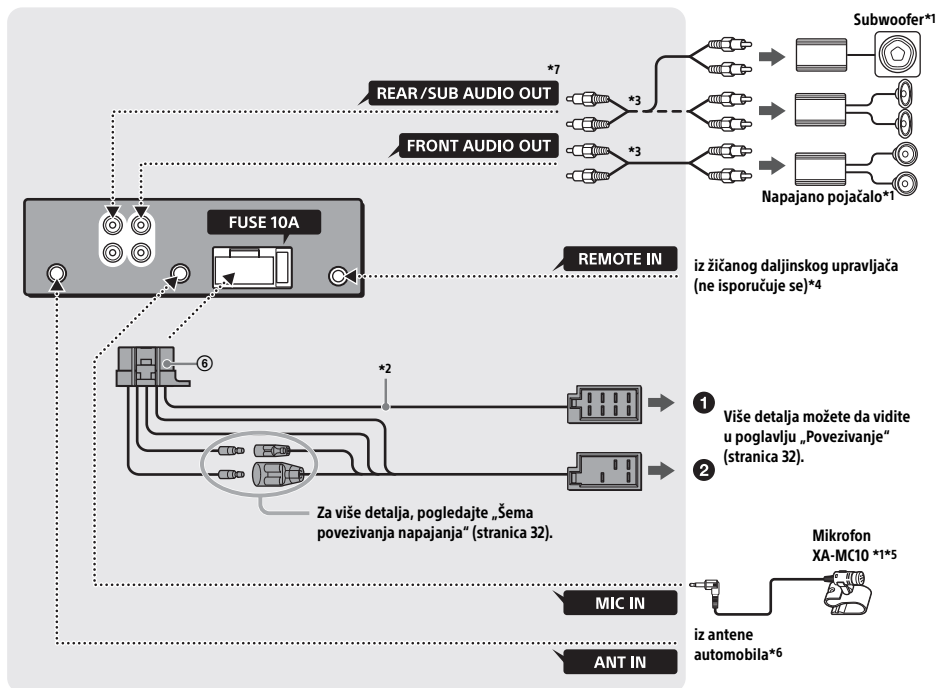 Subwoofer*1
*7
REAR/SUB AUDIO OUT
*3
FRONT AUDIO OUT
*3
Napajano pojačalo*1
FUSE 10A
REMOTE IN
iz žičanog daljinskog upravljača
(ne isporučuje se)*4
⑥
*2
❶
Više detalja možete da vidite
u poglavlju „Povezivanje“
(stranica 32).
❷
Za više detalja, pogledajte „Šema
povezivanja napajanja“ (stranica 32).
Mikrofon
XA-MC10 *1*5
MIC IN
iz antene
automobila*6
ANT IN